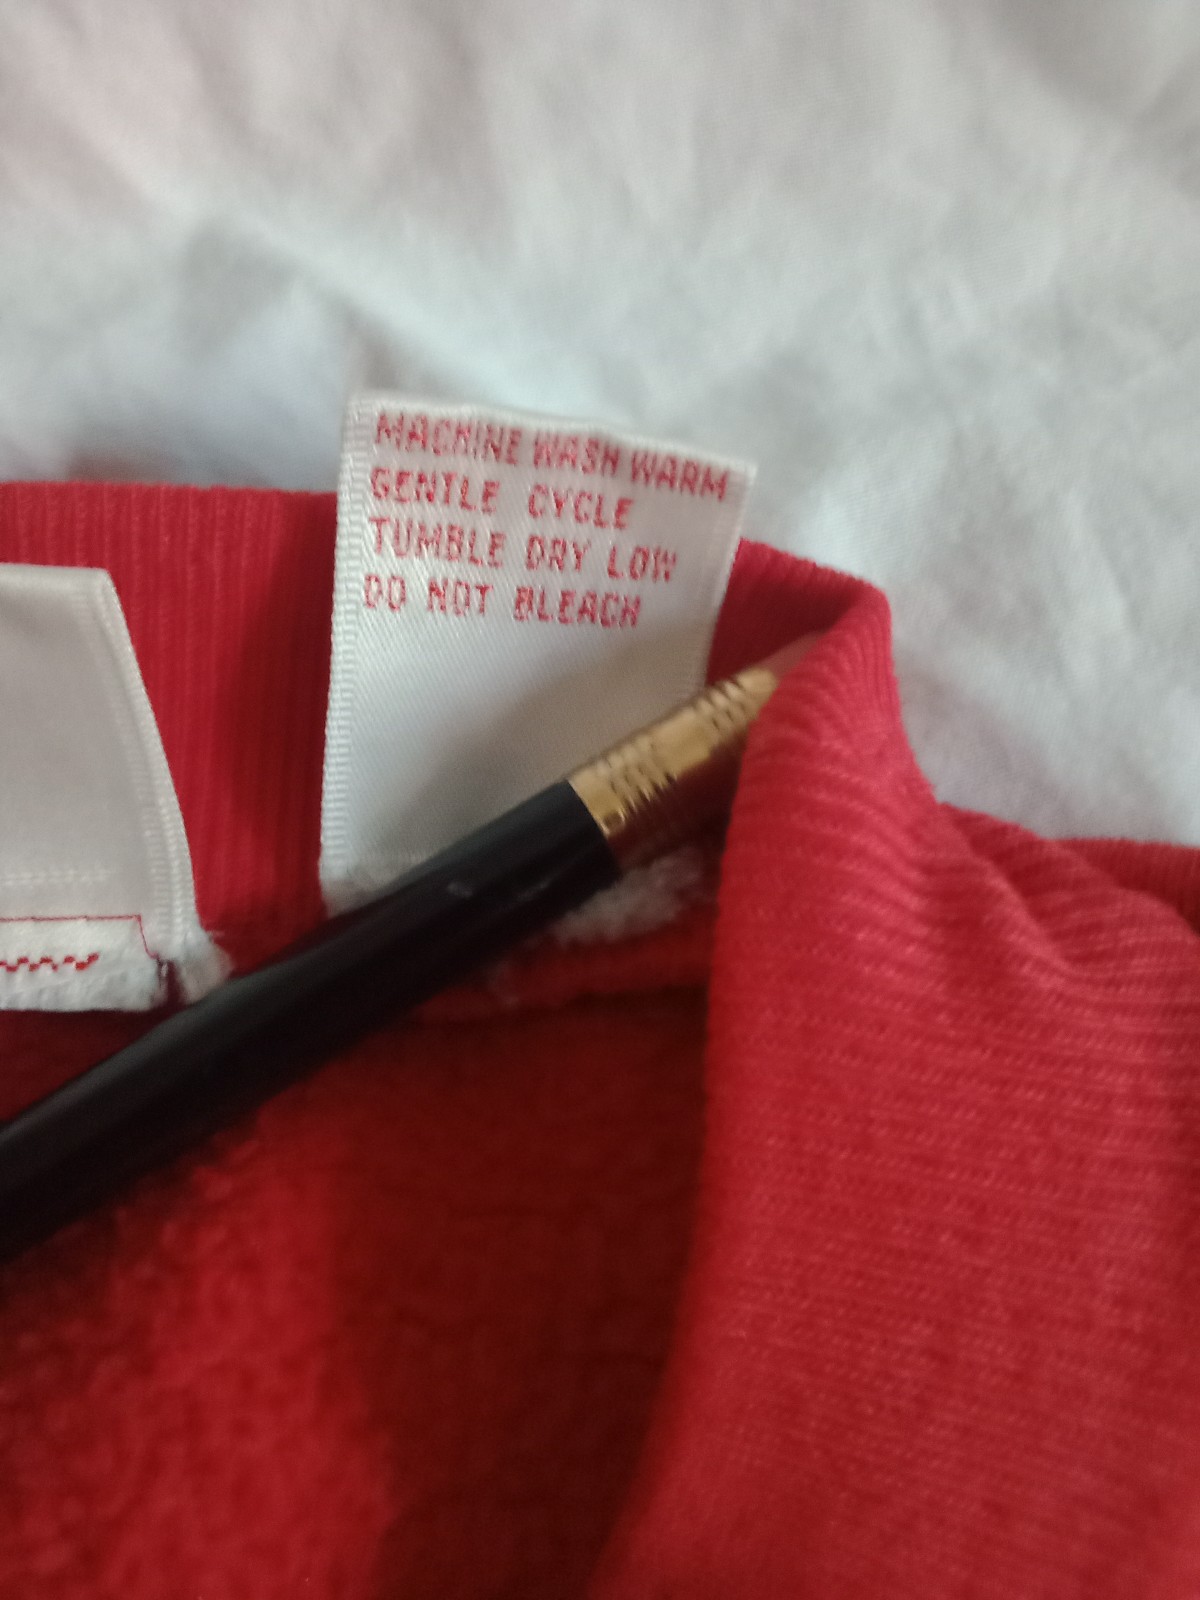 MACHINE WASH WARM
GENTLE CYCLE
TUMBLE DRY LOW
DO NOT BLEACH